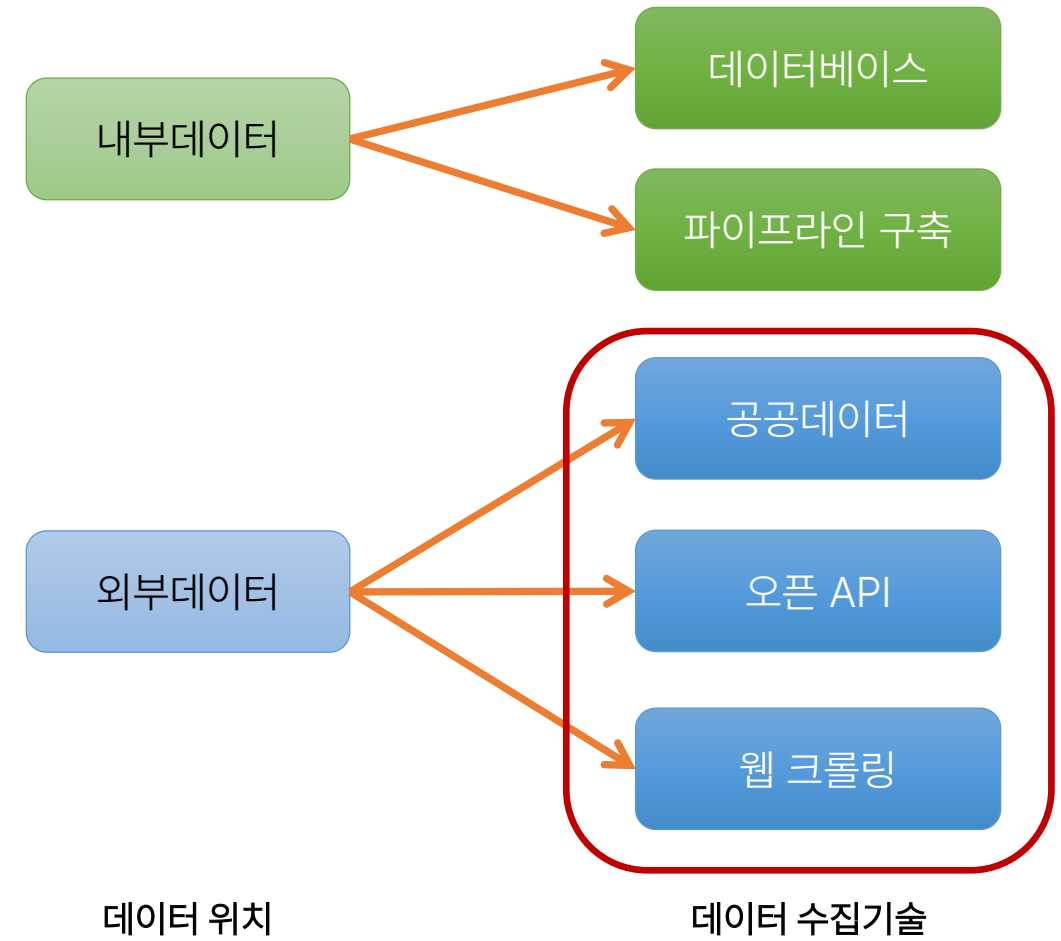 내부데이터
데이터베이스
파이프라인 구축
외부데이터
공공데이터
오픈 API
웹 크롤링
데이터 위치
데이터 수집기술